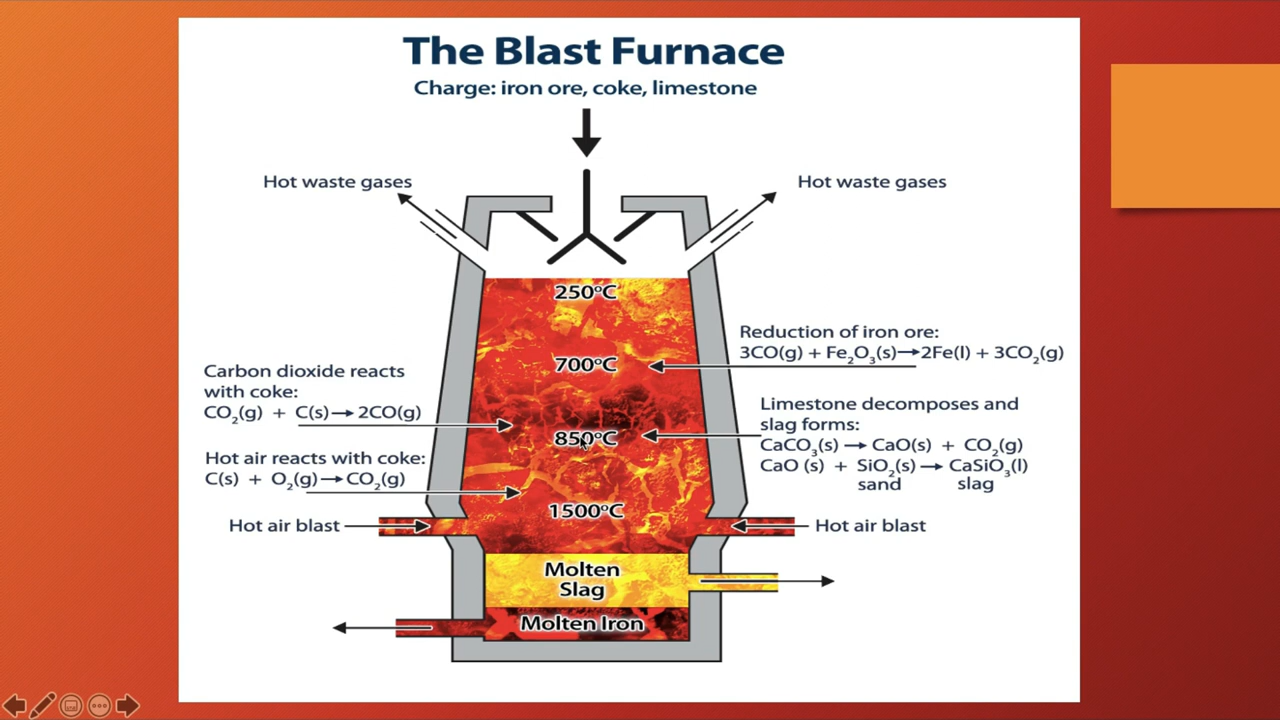 The Blast Furnace
Charge: iron ore, coke, limestone
Hot waste gases
Hot waste gases
250°C
Reduction of iron ore:
3CO(g) + Fe₂O₃(s)→2Fe(l) + 3CO₂(g)
700°C
Carbon dioxide reacts
with coke:
CO₂(g) + C(s)→ 2CO(g)
Limestone decomposes and
slag forms:
CaCO₃(s) → CaO(s) + CO₂(g)
CaO (s) + SiO₂(s) → CaSiO₃(l)
sand slag
850°C
Hot air reacts with coke:
C(s) + O₂(g)→CO₂(g)
1500°C
Hot air blast
Hot air blast
Molten
Slag
Molten Iron